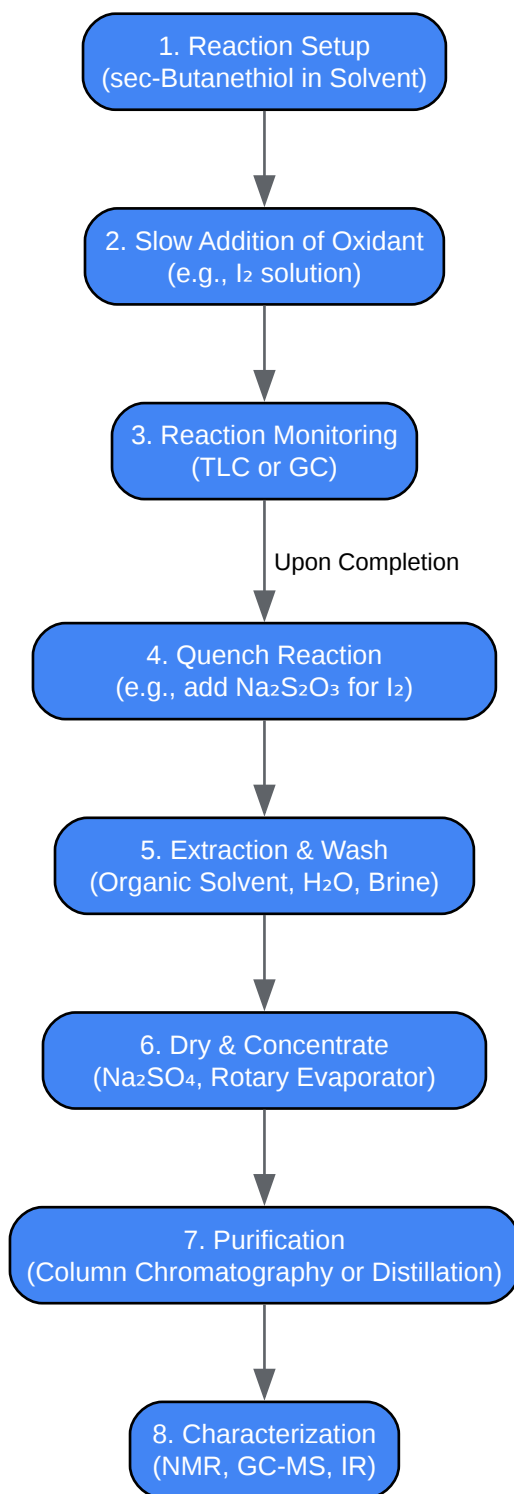 1. Reaction Setup
(sec-Butanethiol in Solvent)
2. Slow Addition of Oxidant
(e.g., I₂ solution)
3. Reaction Monitoring
(TLC or GC)
Upon Completion
4. Quench Reaction
(e.g., add Na₂S₂O₃ for I₂)
5. Extraction & Wash
(Organic Solvent, H₂O, Brine)
6. Dry & Concentrate
(Na₂SO₄, Rotary Evaporator)
7. Purification
(Column Chromatography or Distillation)
8. Characterization
(NMR, GC-MS, IR)